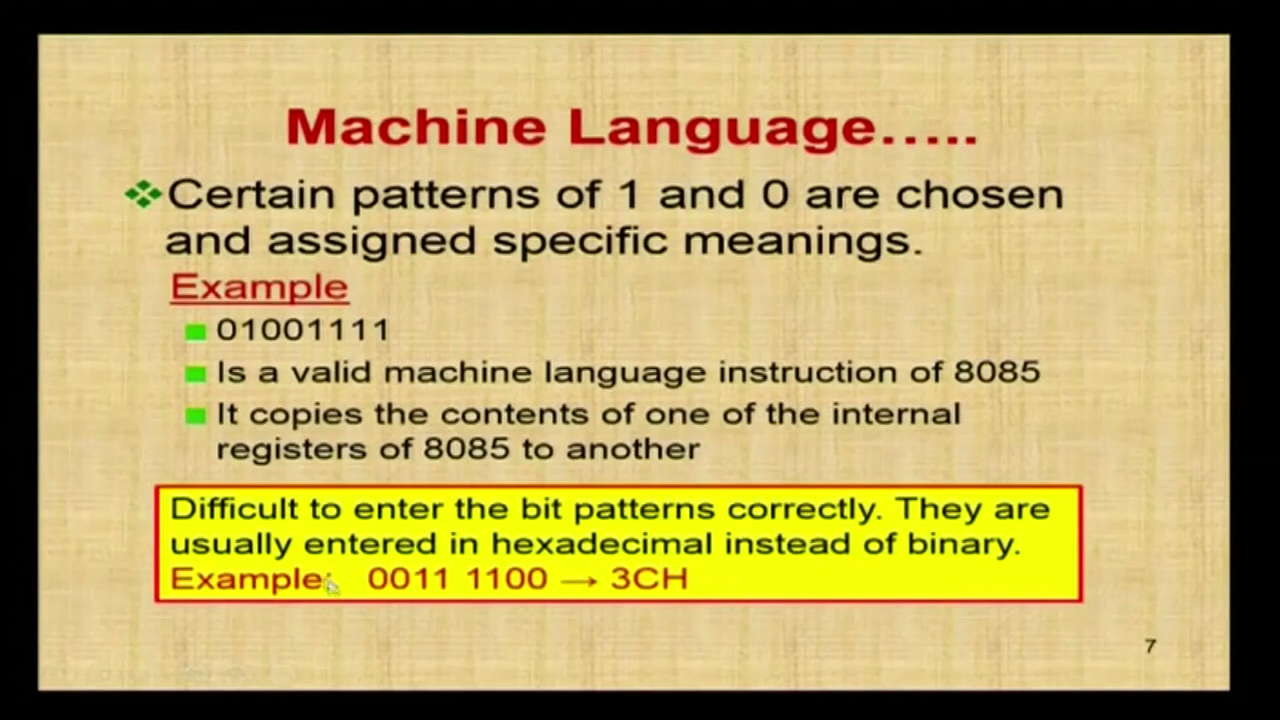 Machine Language.....
Certain patterns of 1 and 0 are chosen
and assigned specific meanings.
Example
01001111
Is a valid machine language instruction of 8085
It copies the contents of one of the internal
registers of 8085 to another
Difficult to enter the bit patterns correctly. They are
usually entered in hexadecimal instead of binary.
Example: 0011 1100 → 3CH
7